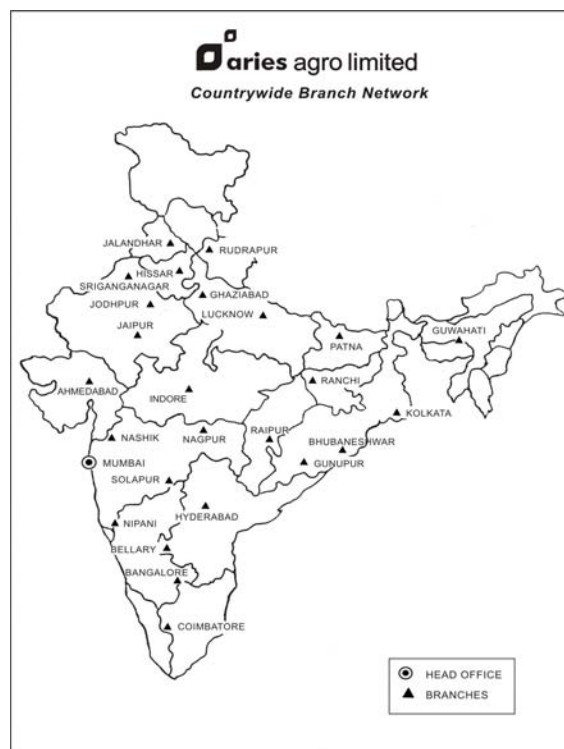 aries agro limited
Countrywide Branch Network
JALANDHAR
RUDRAPUR
HISSAR
SRIGANGANAGAR
GHAZIABAD
JODHPUR
LUCKNOW
JAIPUR
PATNA
GUWAHATI
AHMEDABAD
INDORE
RANCHI
KOLKATA
NASHIK
NAGPUR
RAIPUR
BHUBANESHWAR
MUMBAI
GUNUPUR
SOLAPUR
HYDERABAD
NIPANI
BELLARY
BANGALORE
COIMBATORE
HEAD OFFICE
BRANCHES